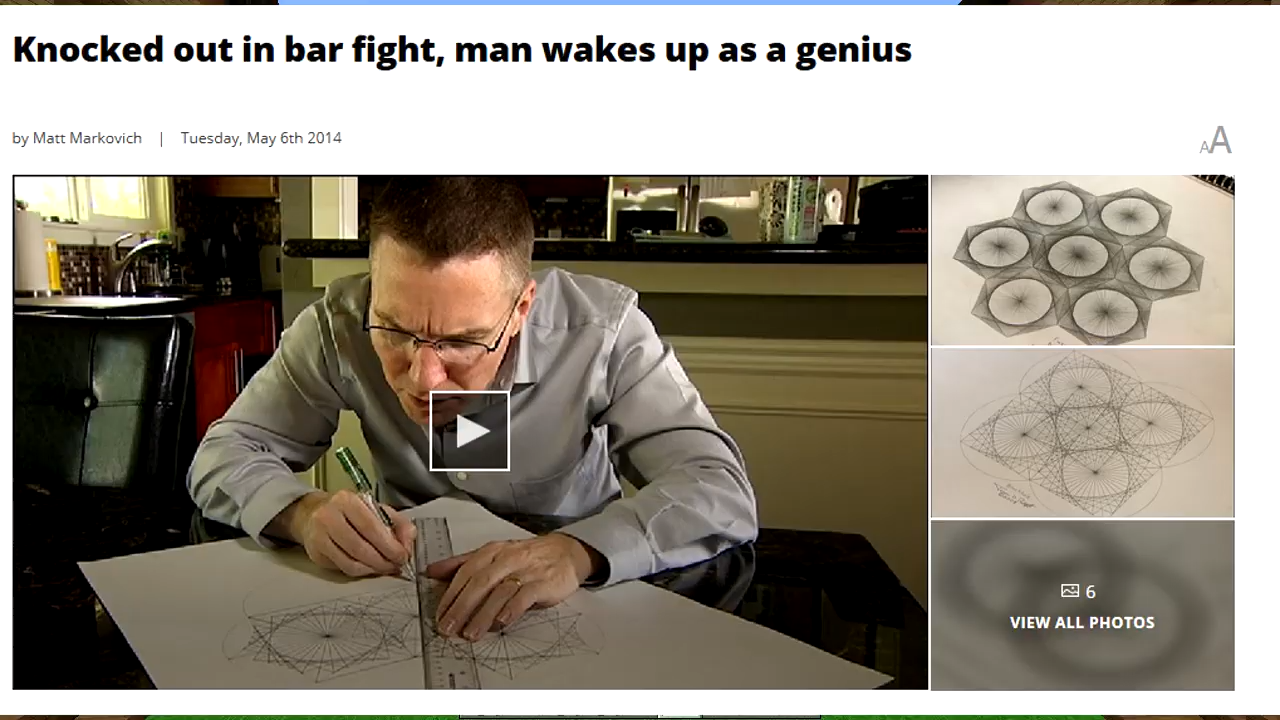 Knocked out in bar fight, man wakes up as a genius
by Matt Markovich | Tuesday, May 6th 2014
AA
6
VIEW ALL PHOTOS